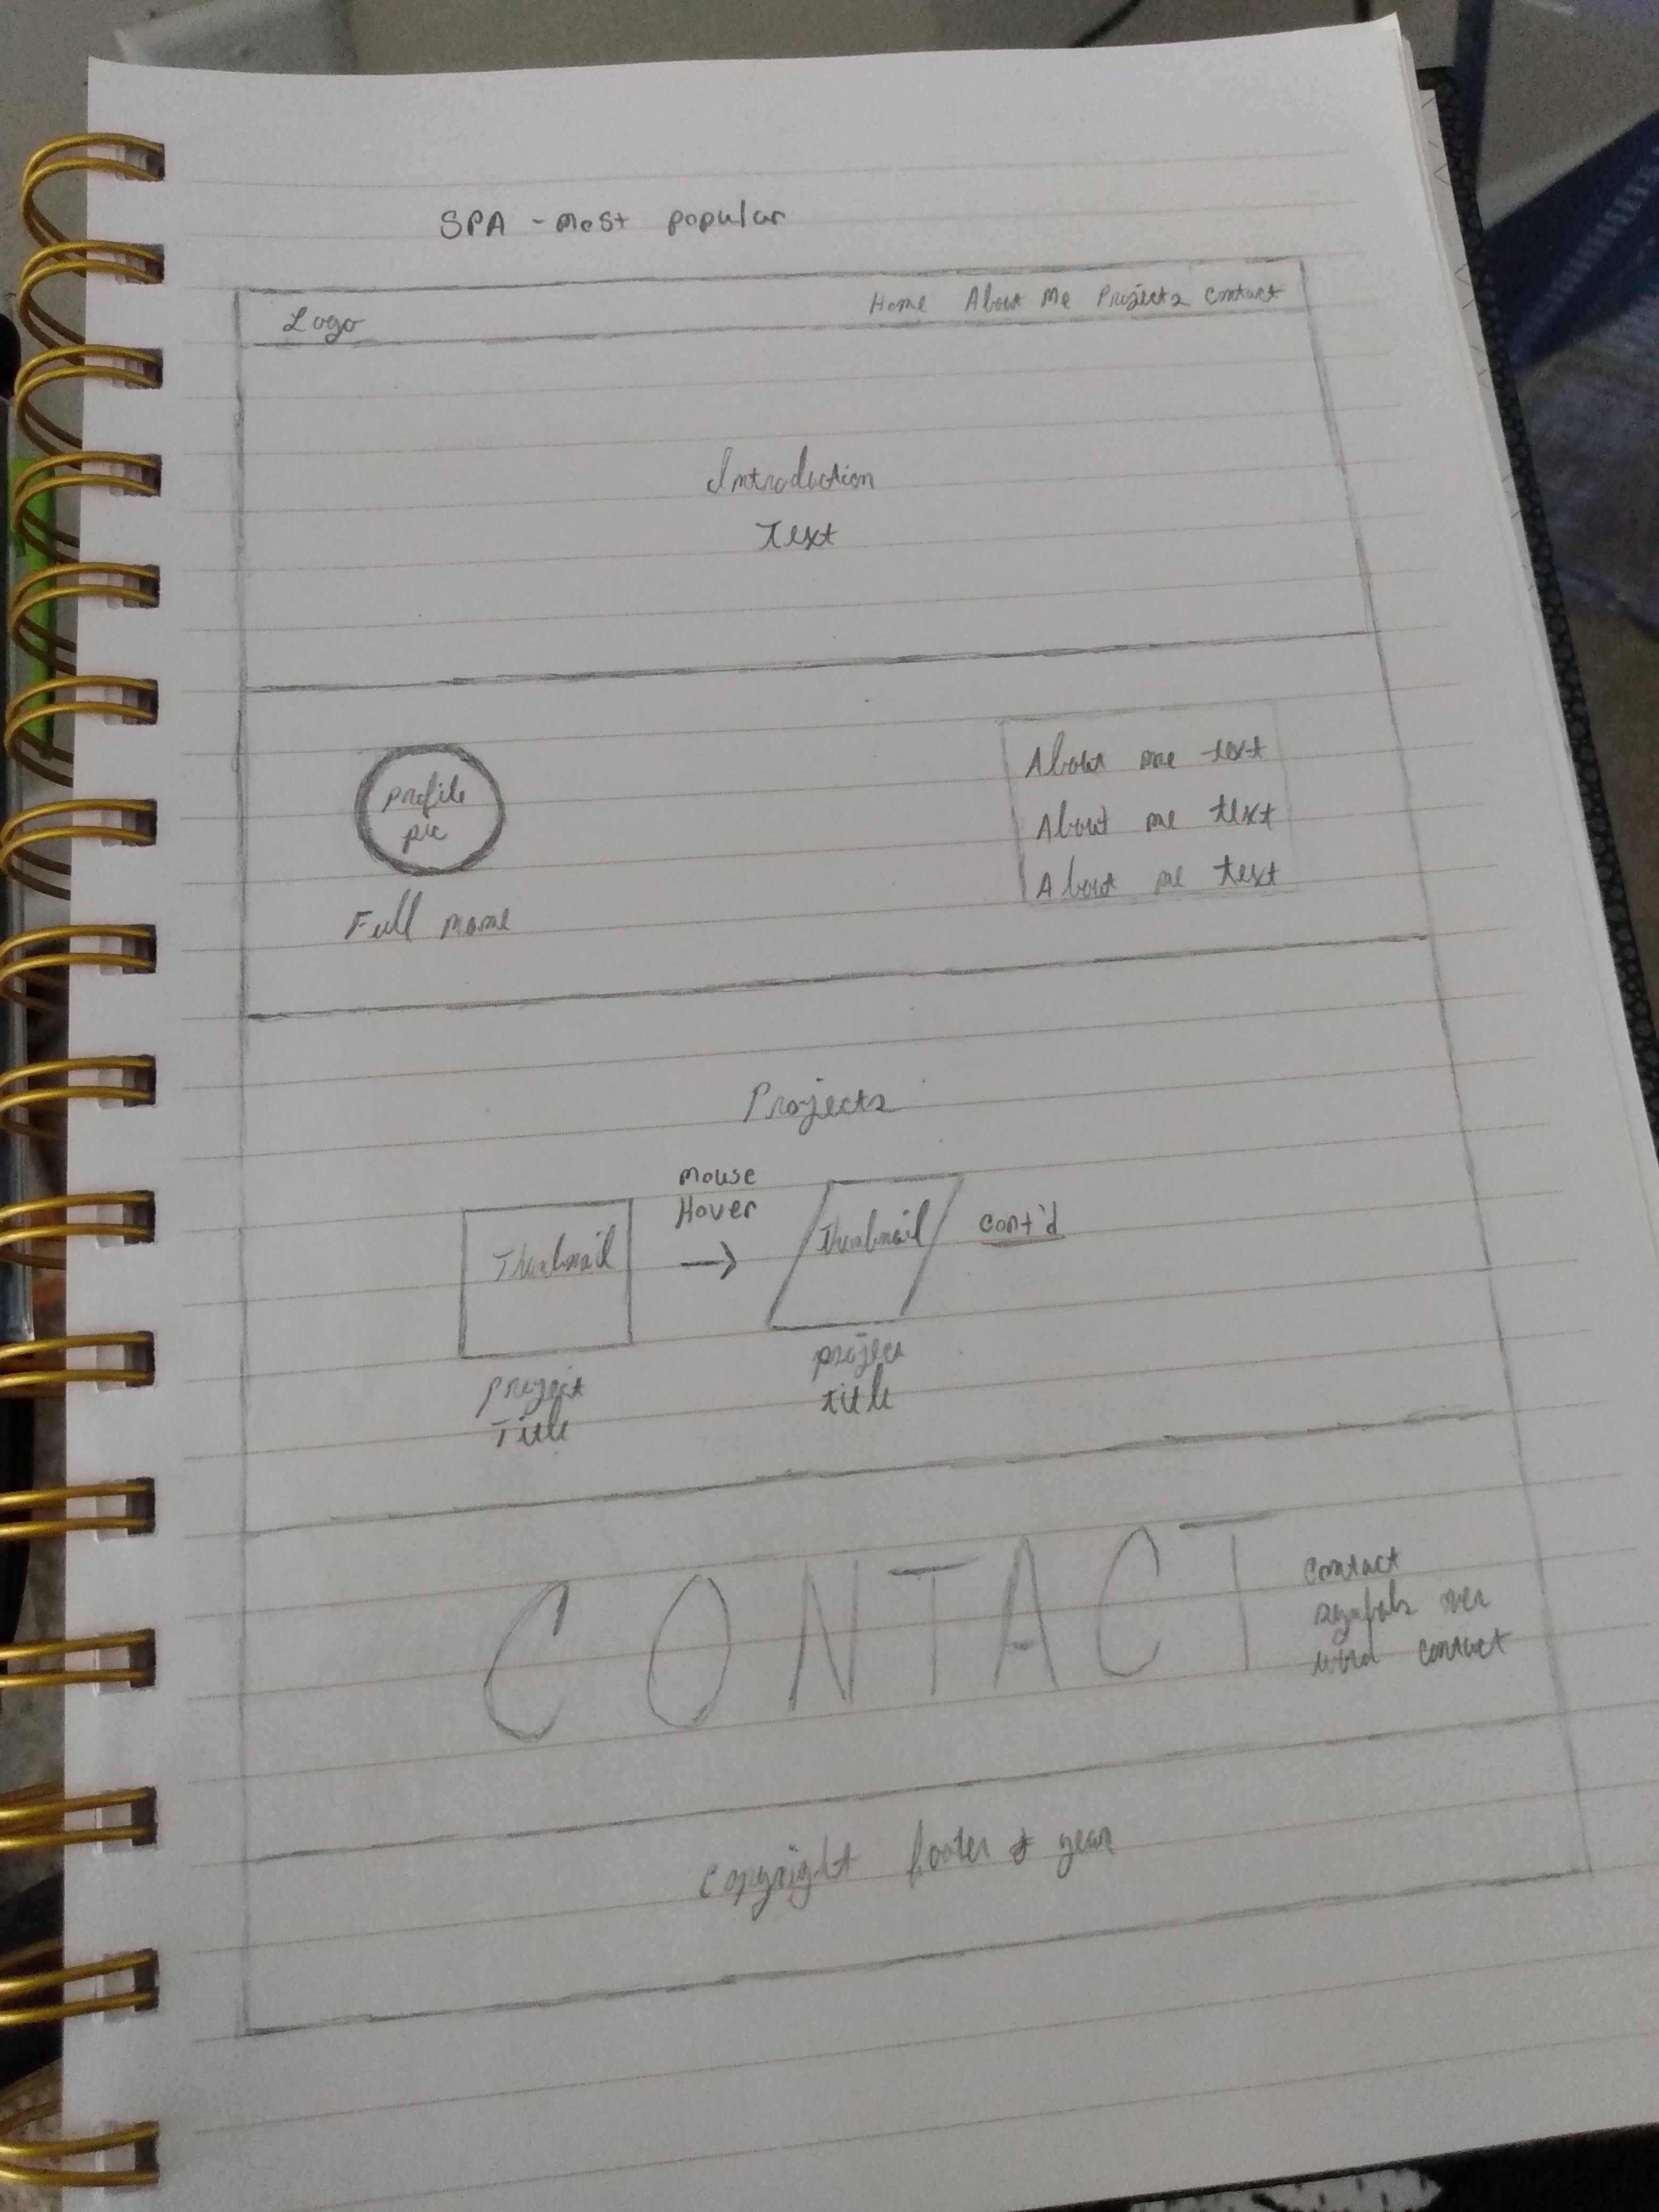 SPA - most popular
Logo
Home About Me Projects Contact
Introduction
Text
profile
pic
Full name
About me text
About me text
About me text
Projects
Thumbnail
mouse
Hover
Thumbnail
cont'd
project
Title
project
title
CONTACT
contact
symbols over
word contact
copyright footer & year